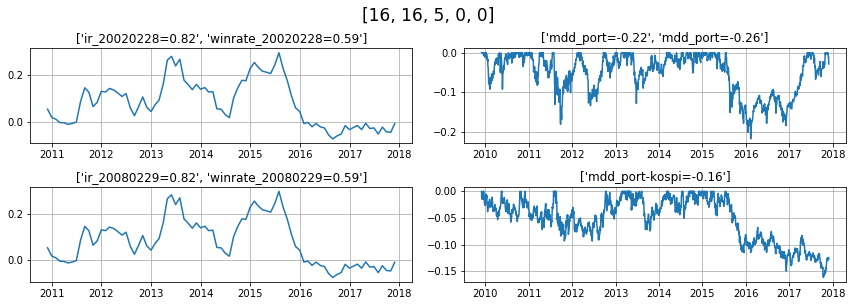 [16, 16, 5, 0, 0]
['ir_20020228=0.82', 'winrate_20020228=0.59']
0.2
0.0
2011 2012 2013 2014 2015 2016 2017 2018
['mdd_port=-0.22', 'mdd_port=-0.26']
0.0
−0.1
−0.2
2010 2011 2012 2013 2014 2015 2016 2017 2018
['ir_20080229=0.82', 'winrate_20080229=0.59']
0.2
0.0
2011 2012 2013 2014 2015 2016 2017 2018
['mdd_port-kospi=-0.16']
0.00
−0.05
−0.10
−0.15
2010 2011 2012 2013 2014 2015 2016 2017 2018